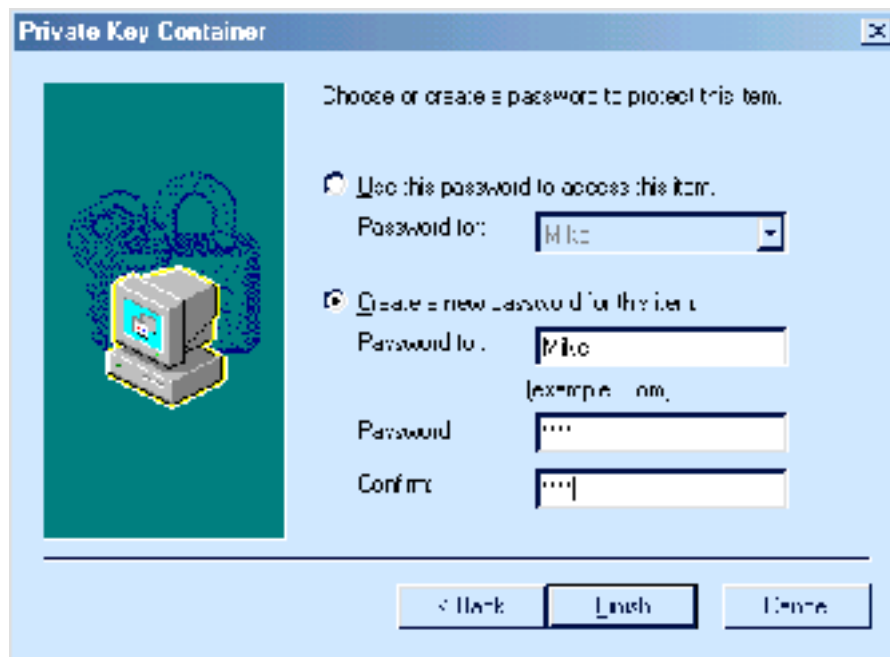 Private Key Container
Choose or create a password to protect this item.
Use this password to access this item.
Password for: Mike
Create a new password for this item.
Password for: Mike
(example: Tom)
Password: ****
Confirm: ****
< Back Finish Cancel